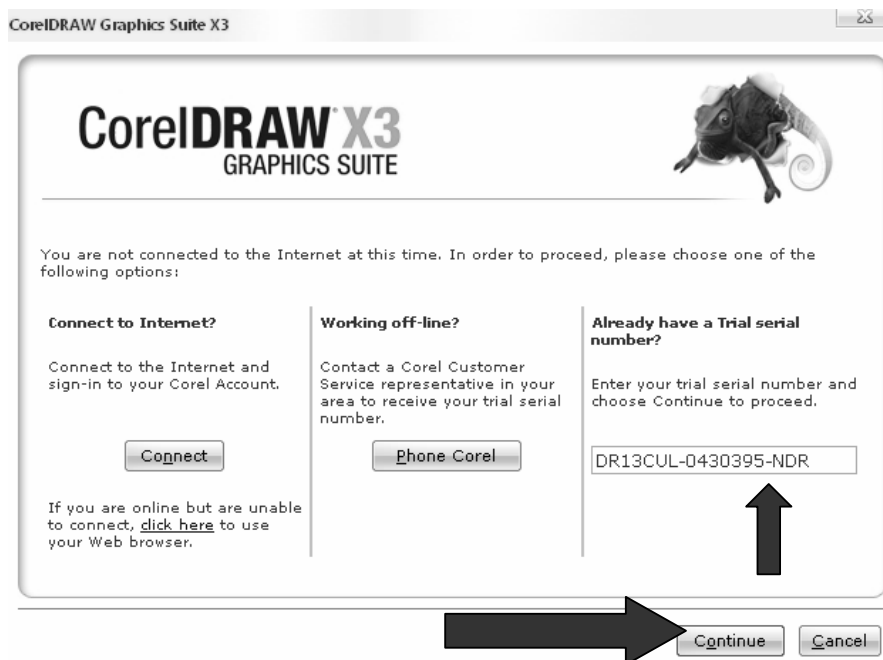 CorelDRAW Graphics Suite X3
CorelDRAW X3
GRAPHICS SUITE
You are not connected to the Internet at this time. In order to proceed, please choose one of the
following options:
Connect to Internet?
Connect to the Internet and
sign-in to your Corel Account.
Connect
If you are online but are unable
to connect, click here to use
your Web browser.
Working off-line?
Contact a Corel Customer
Service representative in your
area to receive your trial serial
number.
Phone Corel
Already have a Trial serial
number?
Enter your trial serial number and
choose Continue to proceed.
DR13CUL-0430395-NDR
Continue
Cancel